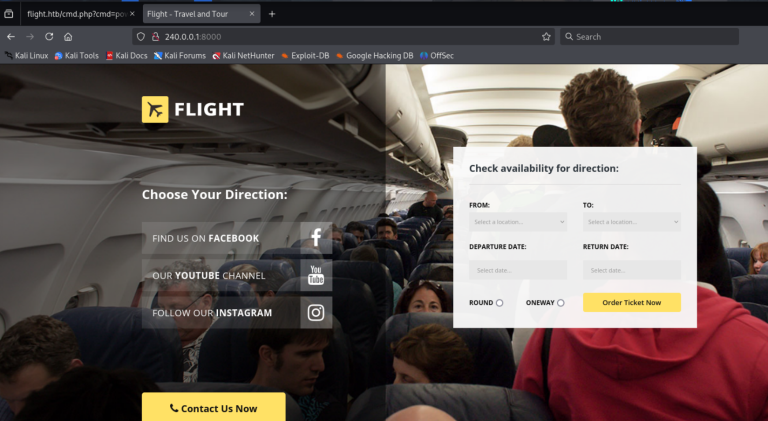 flight.htb/cmd.php?cmd=po
Flight - Travel and Tour
240.0.0.1:8000
Search
Kali Linux
Kali Tools
Kali Docs
Kali Forums
Kali NetHunter
Exploit-DB
Google Hacking DB
OffSec
FLIGHT
Choose Your Direction:
FIND US ON FACEBOOK
OUR YOUTUBE CHANNEL
You
Tube
FOLLOW OUR INSTAGRAM
Contact Us Now
Check availability for direction:
FROM:
TO:
Select a location...
Select a location...
DEPARTURE DATE:
RETURN DATE:
Select date...
Select date...
ROUND
ONEWAY
Order Ticket Now